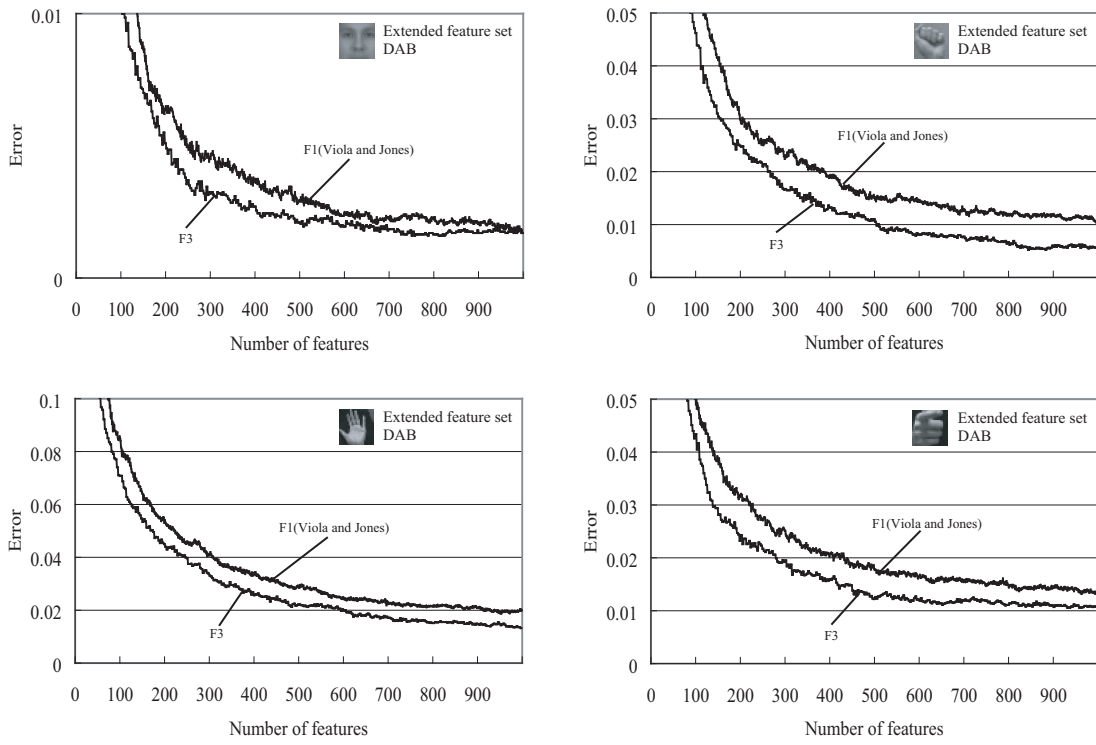 0.01
Extended feature set
DAB
Error
F1(Viola and Jones)
F3
0
0 100 200 300 400 500 600 700 800 900
Number of features
0.05
Extended feature set
DAB
0.04
0.03
Error
F1(Viola and Jones)
0.02
0.01
F3
0
0 100 200 300 400 500 600 700 800 900
Number of features
0.1
Extended feature set
DAB
0.08
0.06
Error
F1(Viola and Jones)
0.04
0.02
F3
0
0 100 200 300 400 500 600 700 800 900
Number of features
0.05
Extended feature set
DAB
0.04
0.03
Error
F1(Viola and Jones)
0.02
0.01
F3
0
0 100 200 300 400 500 600 700 800 900
Number of features